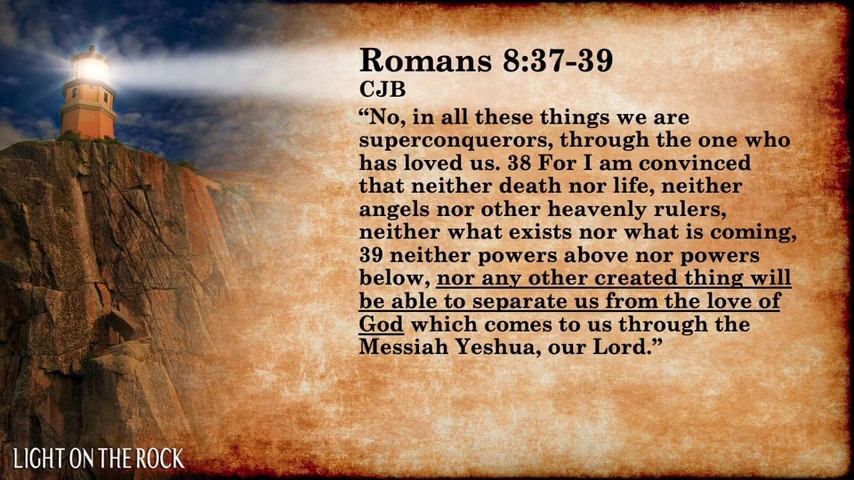 Romans 8:37-39
CJB
“No, in all these things we are
superconquerors, through the one who
has loved us. 38 For I am convinced
that neither death nor life, neither
angels nor other heavenly rulers,
neither what exists nor what is coming,
39 neither powers above nor powers
below, nor any other created thing will
be able to separate us from the love of
God which comes to us through the
Messiah Yeshua, our Lord.”
LIGHT ON THE ROCK